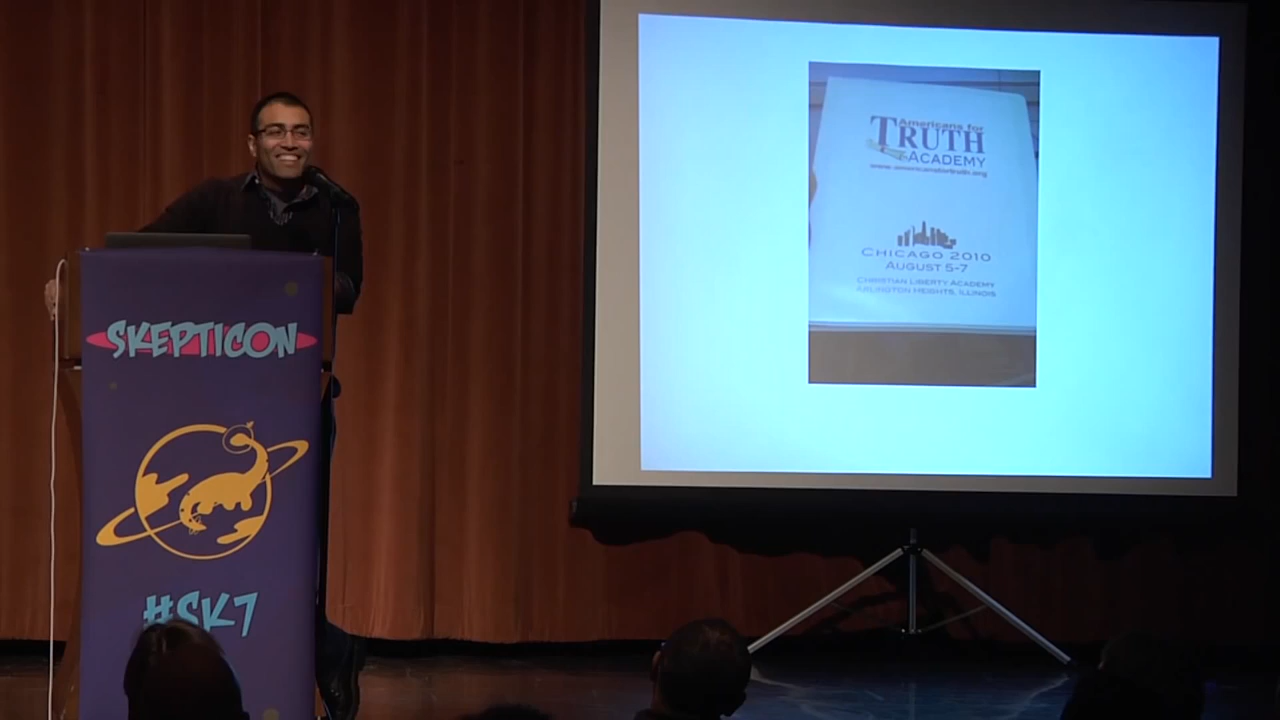 SKEPTICON
#SK7
Americans for
TRUTH
ACADEMY
www.americansfortruth.org
CHICAGO 2010
AUGUST 5-7
CHRISTIAN LIBERTY ACADEMY
ARLINGTON HEIGHTS, ILLINOIS